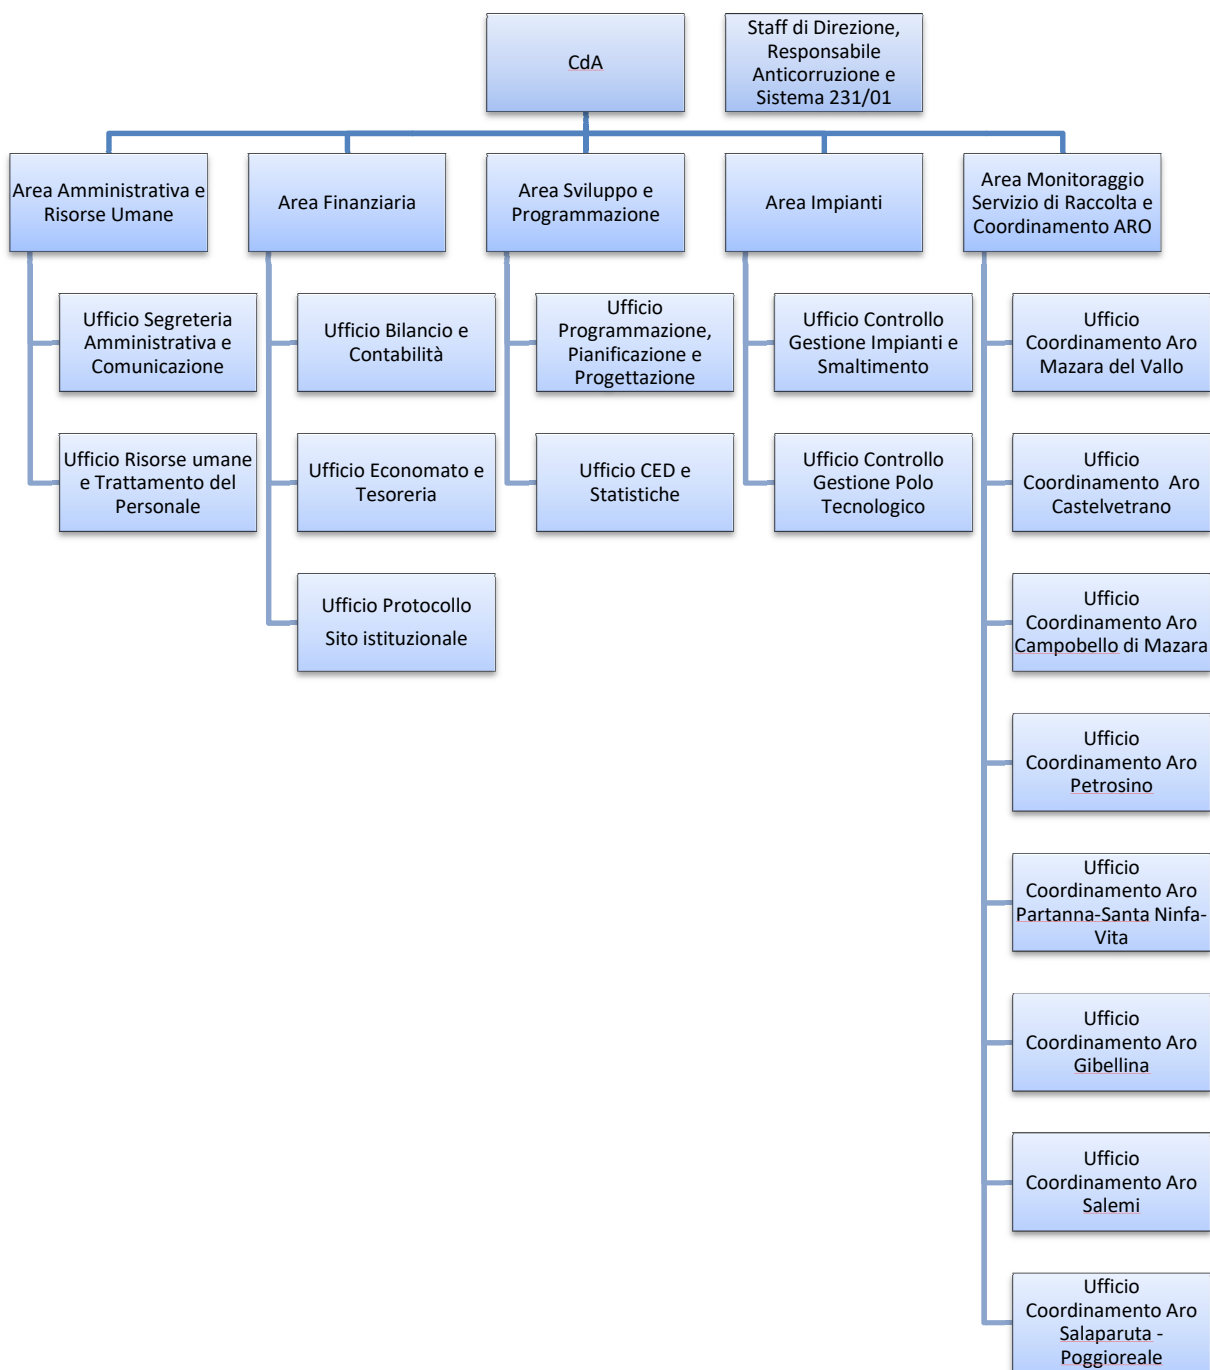 CdA
Staff di Direzione,
Responsabile
Anticorruzione e
Sistema 231/01
Area Amministrativa e
Risorse Umane
Area Finanziaria
Area Sviluppo e
Programmazione
Area Impianti
Area Monitoraggio
Servizio di Raccolta e
Coordinamento ARO
Ufficio Segreteria
Amministrativa e
Comunicazione
Ufficio Risorse umane
e Trattamento del
Personale
Ufficio Bilancio e
Contabilità
Ufficio Economato e
Tesoreria
Ufficio Protocollo
Sito istituzionale
Ufficio
Programmazione,
Pianificazione e
Progettazione
Ufficio CED e
Statistiche
Ufficio Controllo
Gestione Impianti e
Smaltimento
Ufficio Controllo
Gestione Polo
Tecnologico
Ufficio
Coordinamento Aro
Mazara del Vallo
Ufficio
Coordinamento  Aro
Castelvetrano
Ufficio
Coordinamento Aro
Campobello di Mazara
Ufficio
Coordinamento Aro
Petrosino
Ufficio
Coordinamento Aro
Partanna-Santa Ninfa-
Vita
Ufficio
Coordinamento Aro
Gibellina
Ufficio
Coordinamento Aro
Salemi
Ufficio
Coordinamento Aro
Salaparuta -
Poggioreale